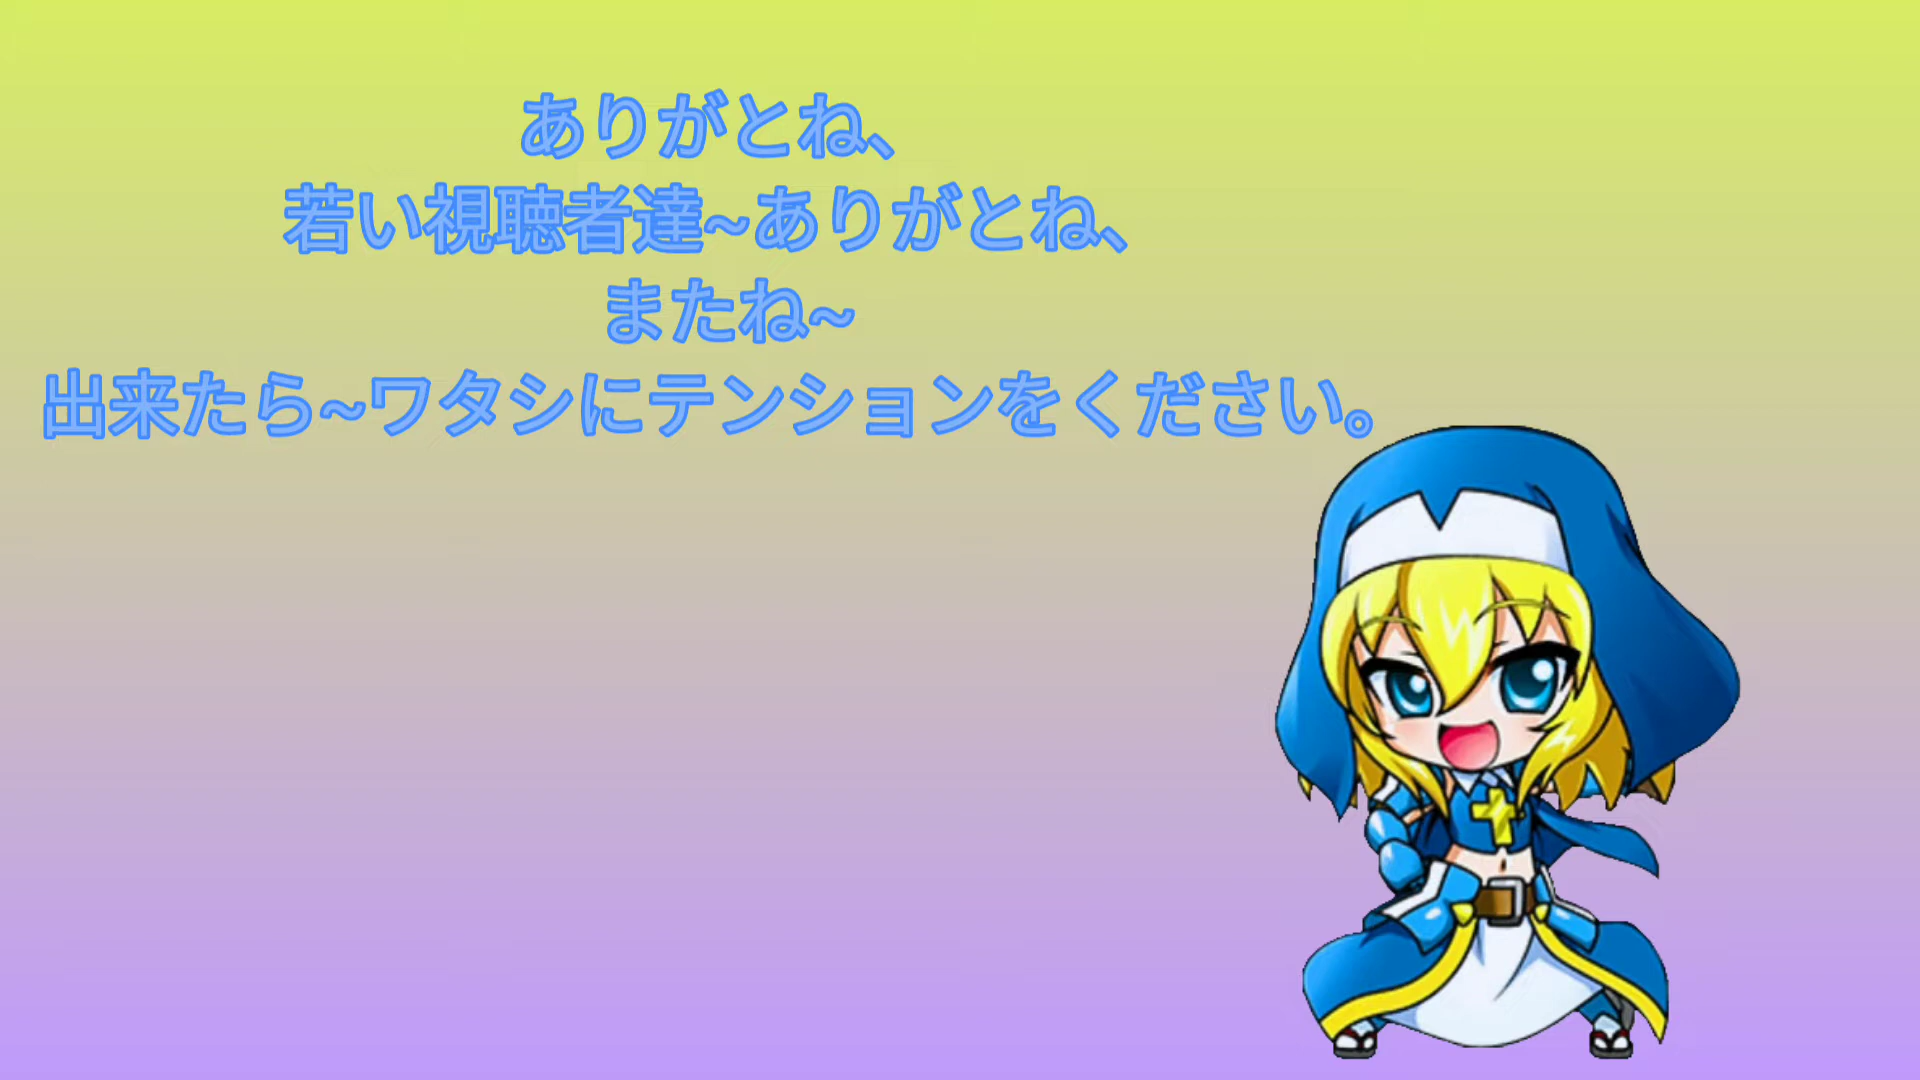 ありがとね、
若い視聴者達~ありがとね、
またね~
出来たら~ワタシにテンションをください。